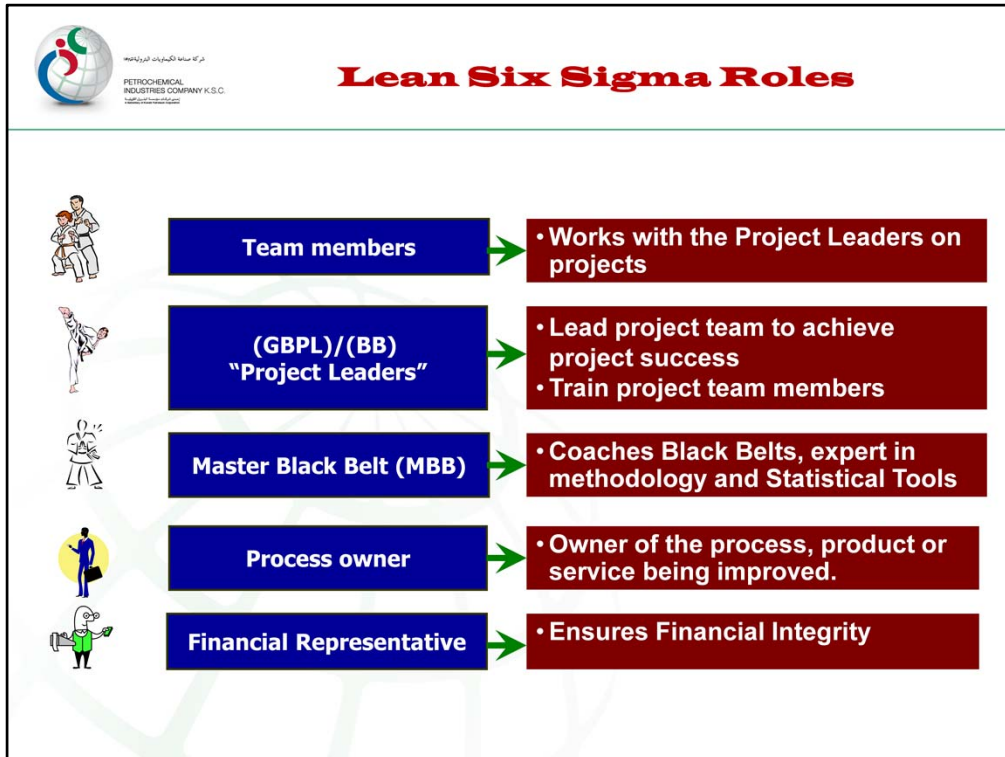 شركة صناعة الكيماويات البترولية
PETROCHEMICAL
INDUSTRIES COMPANY K.S.C.
Lean Six Sigma Roles
Team members
• Works with the Project Leaders on
projects
(GBPL)/(BB)
“Project Leaders”
• Lead project team to achieve
project success
• Train project team members
Master Black Belt (MBB)
• Coaches Black Belts, expert in
methodology and Statistical Tools
Process owner
• Owner of the process, product or
service being improved.
Financial Representative
• Ensures Financial Integrity